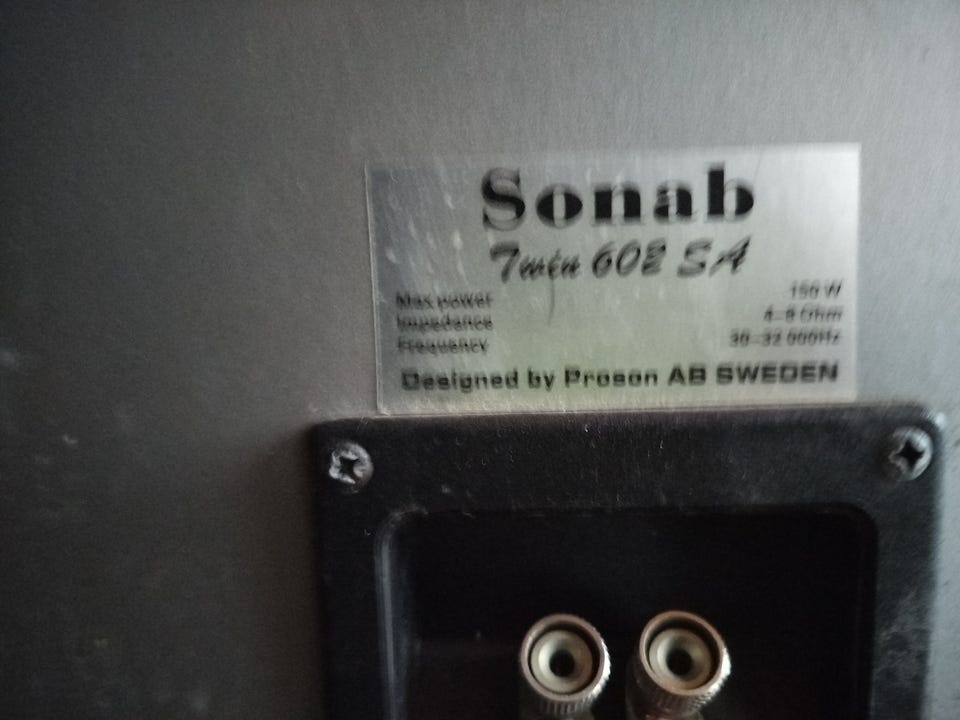 Sonab
Twin 602 SA
Max power 150 W
Impedance 4-8 Ohm
Frequency 30-32 000Hz
Designed by Proson AB SWEDEN